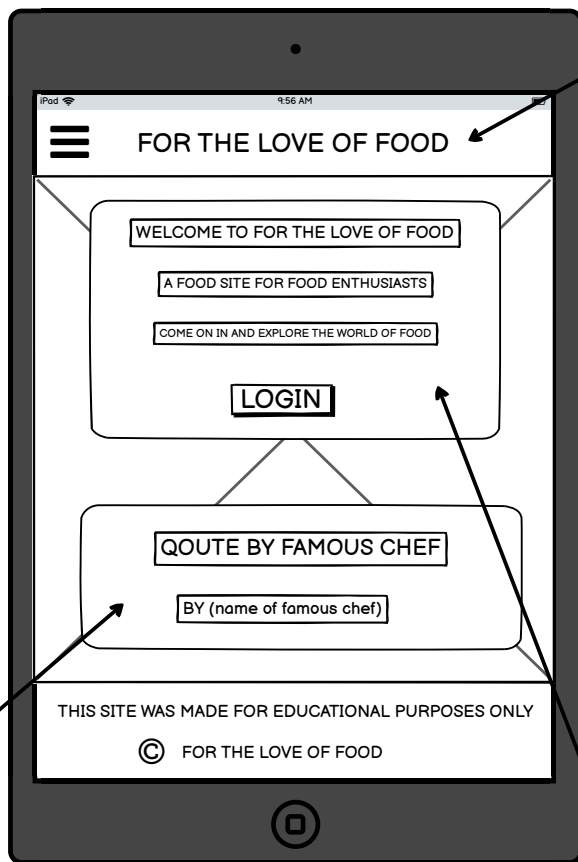 iPad 9:56 AM
FOR THE LOVE OF FOOD
WELCOME TO FOR THE LOVE OF FOOD
A FOOD SITE FOR FOOD ENTHUSIASTS
COME ON IN AND EXPLORE THE WORLD OF FOOD
LOGIN
QOUTE BY FAMOUS CHEF
BY (name of famous chef)
THIS SITE WAS MADE FOR EDUCATIONAL PURPOSES ONLY
© FOR THE LOVE OF FOOD